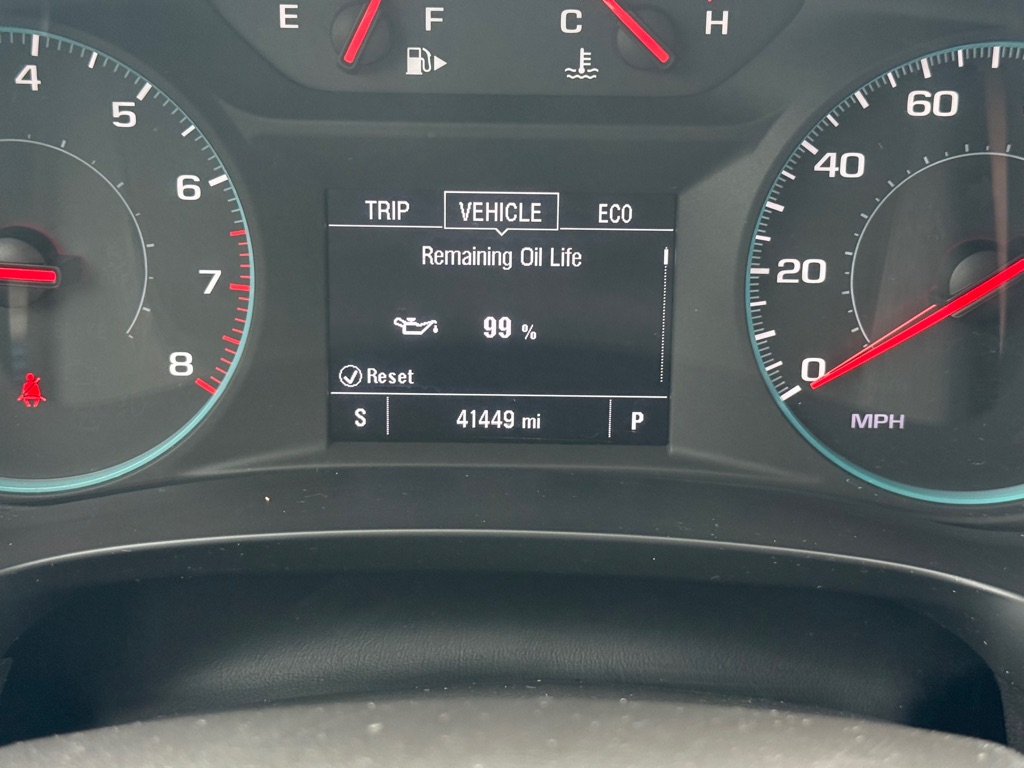 E F C H
4 5 6 7 8
TRIP VEHICLE ECO
Remaining Oil Life
99 %
Reset
S 41449 mi P
60
40
20
0
MPH